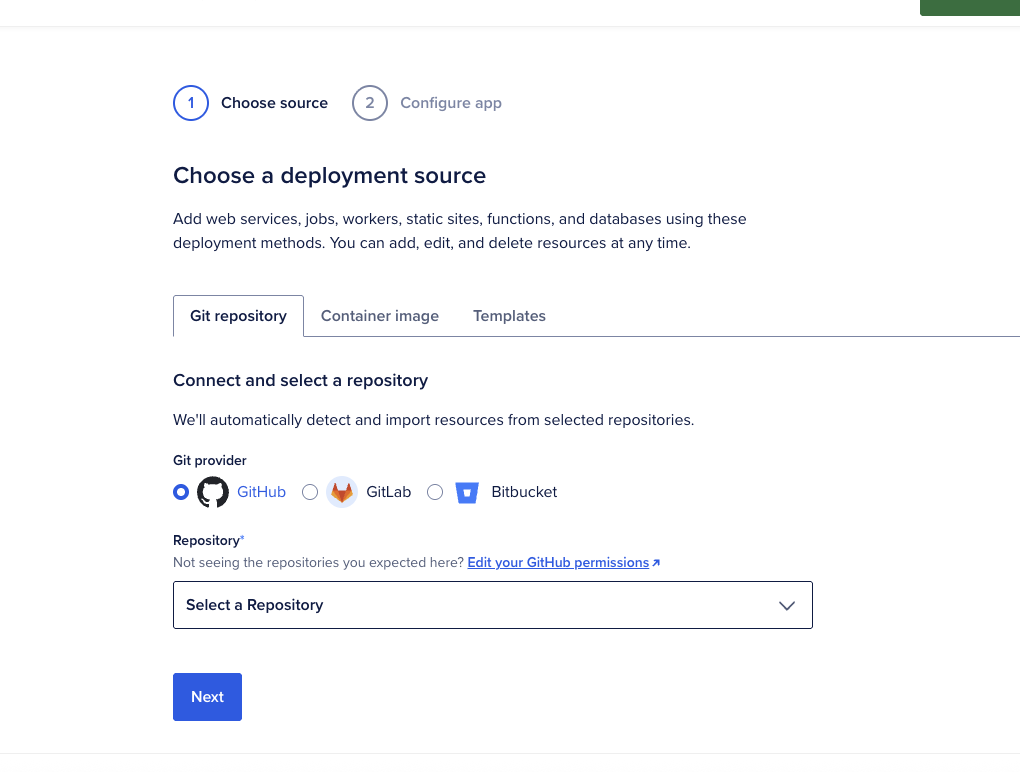 1 Choose source 2 Configure app
Choose a deployment source
Add web services, jobs, workers, static sites, functions, and databases using these
deployment methods. You can add, edit, and delete resources at any time.
Git repository Container image Templates
Connect and select a repository
We'll automatically detect and import resources from selected repositories.
Git provider
GitHub GitLab Bitbucket
Repository*
Not seeing the repositories you expected here? Edit your GitHub permissions
Select a Repository
Next